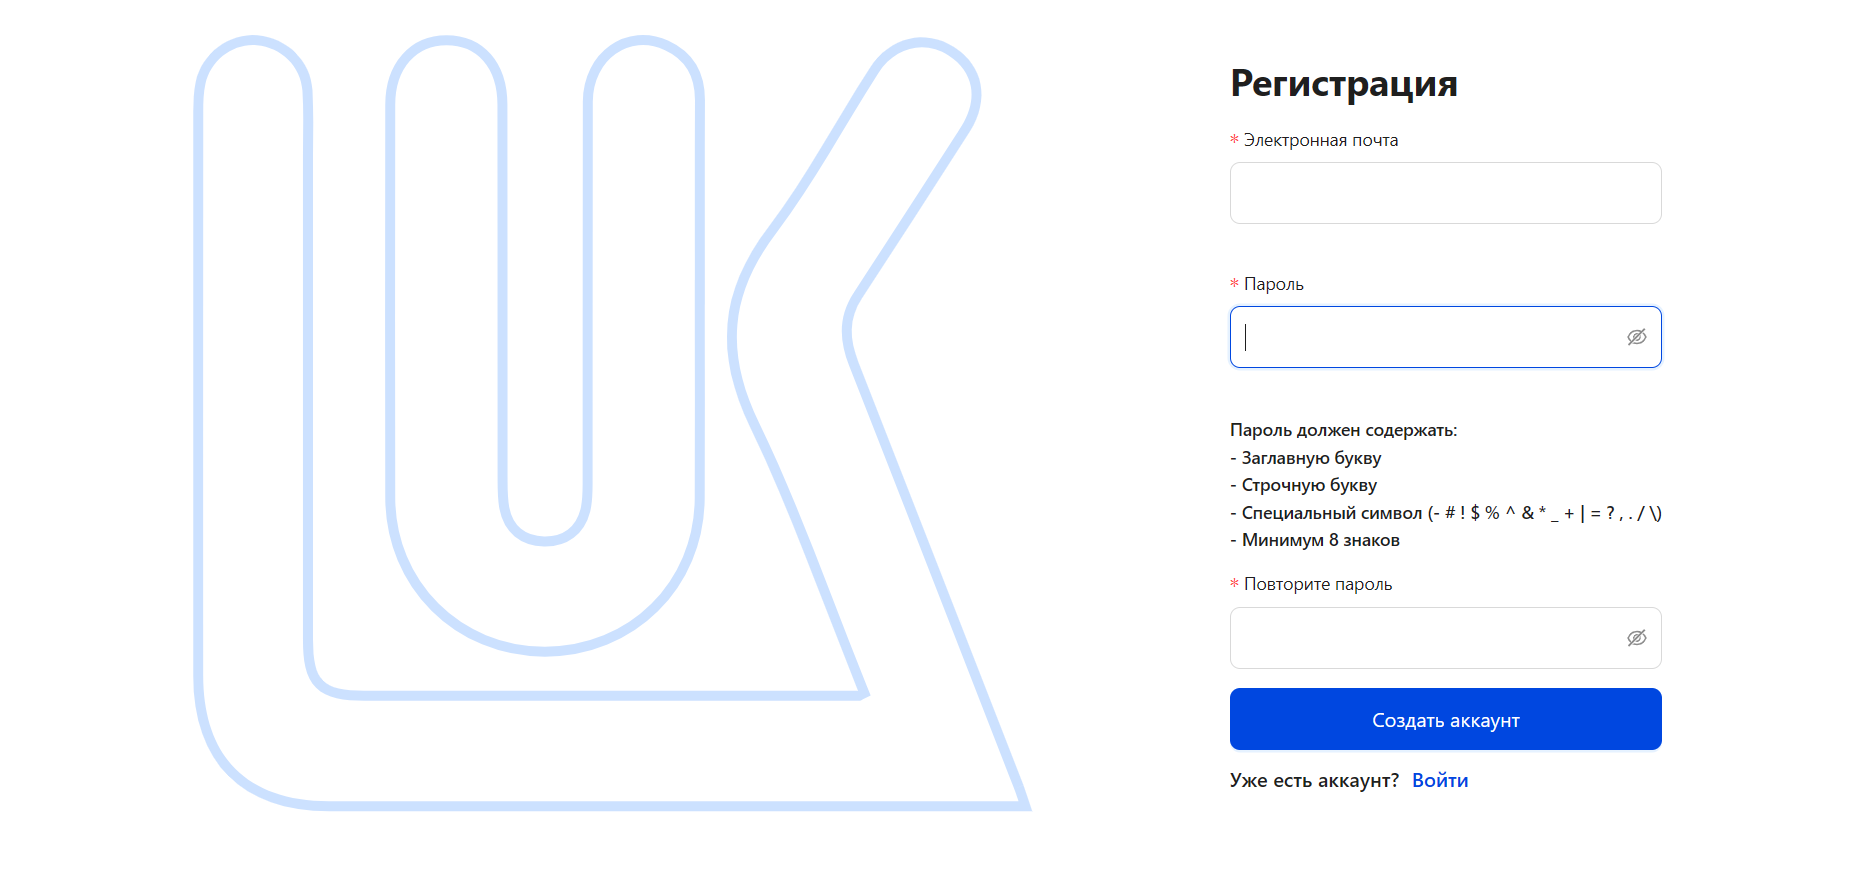 Регистрация
* Электронная почта
* Пароль
Пароль должен содержать:
- Заглавную букву
- Строчную букву
- Специальный символ (- # ! $ % ^ & * _ + | = ? , . / \)
- Минимум 8 знаков
* Повторите пароль
Создать аккаунт
Уже есть аккаунт? Войти